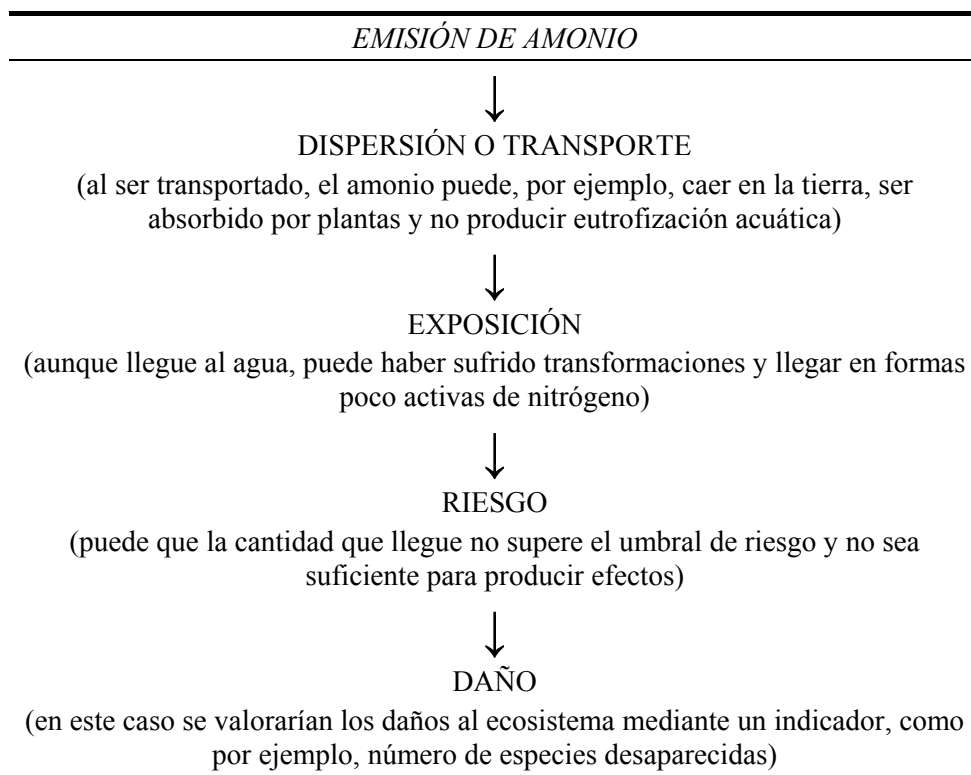 EMISIÓN DE AMONIO
DISPERSIÓN O TRANSPORTE
(al ser transportado, el amonio puede, por ejemplo, caer en la tierra, ser
absorbido por plantas y no producir eutrofización acuática)
EXPOSICIÓN
(aunque llegue al agua, puede haber sufrido transformaciones y llegar en formas
poco activas de nitrógeno)
RIESGO
(puede que la cantidad que llegue no supere el umbral de riesgo y no sea
suficiente para producir efectos)
DAÑO
(en este caso se valorarían los daños al ecosistema mediante un indicador, como
por ejemplo, número de especies desaparecidas)